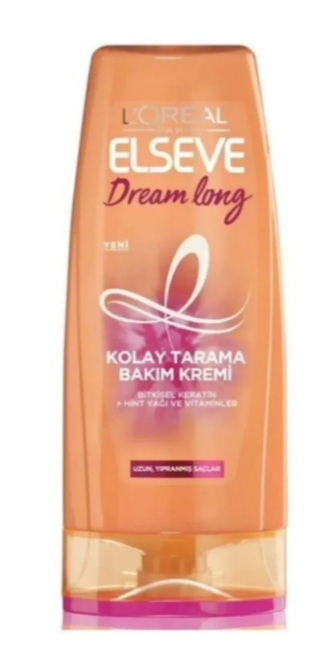 L'ORÉAL
PARIS
ELSEVE
Dream long
YENİ
KOLAY TARAMA
BAKIM KREMİ
BİTKİSEL KERATİN
+ HİNT YAĞI VE VİTAMİNLER
UZUN, YIPRANMIŞ SAÇLAR